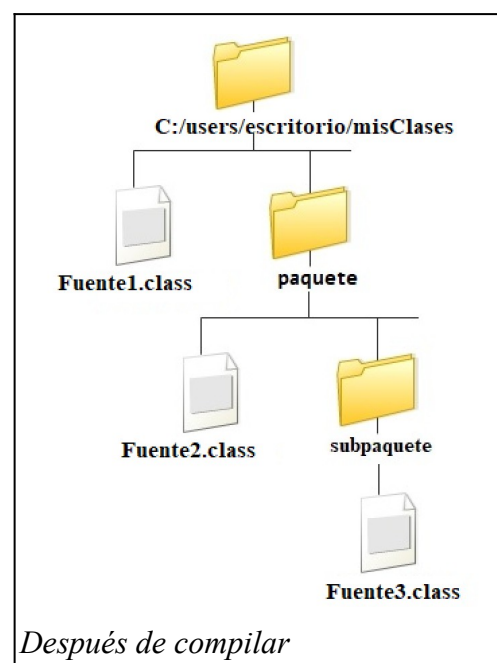 C:/users/escritorio/misClases
Fuente1.class
paquete
Fuente2.class
subpaquete
Fuente3.class
Después de compilar